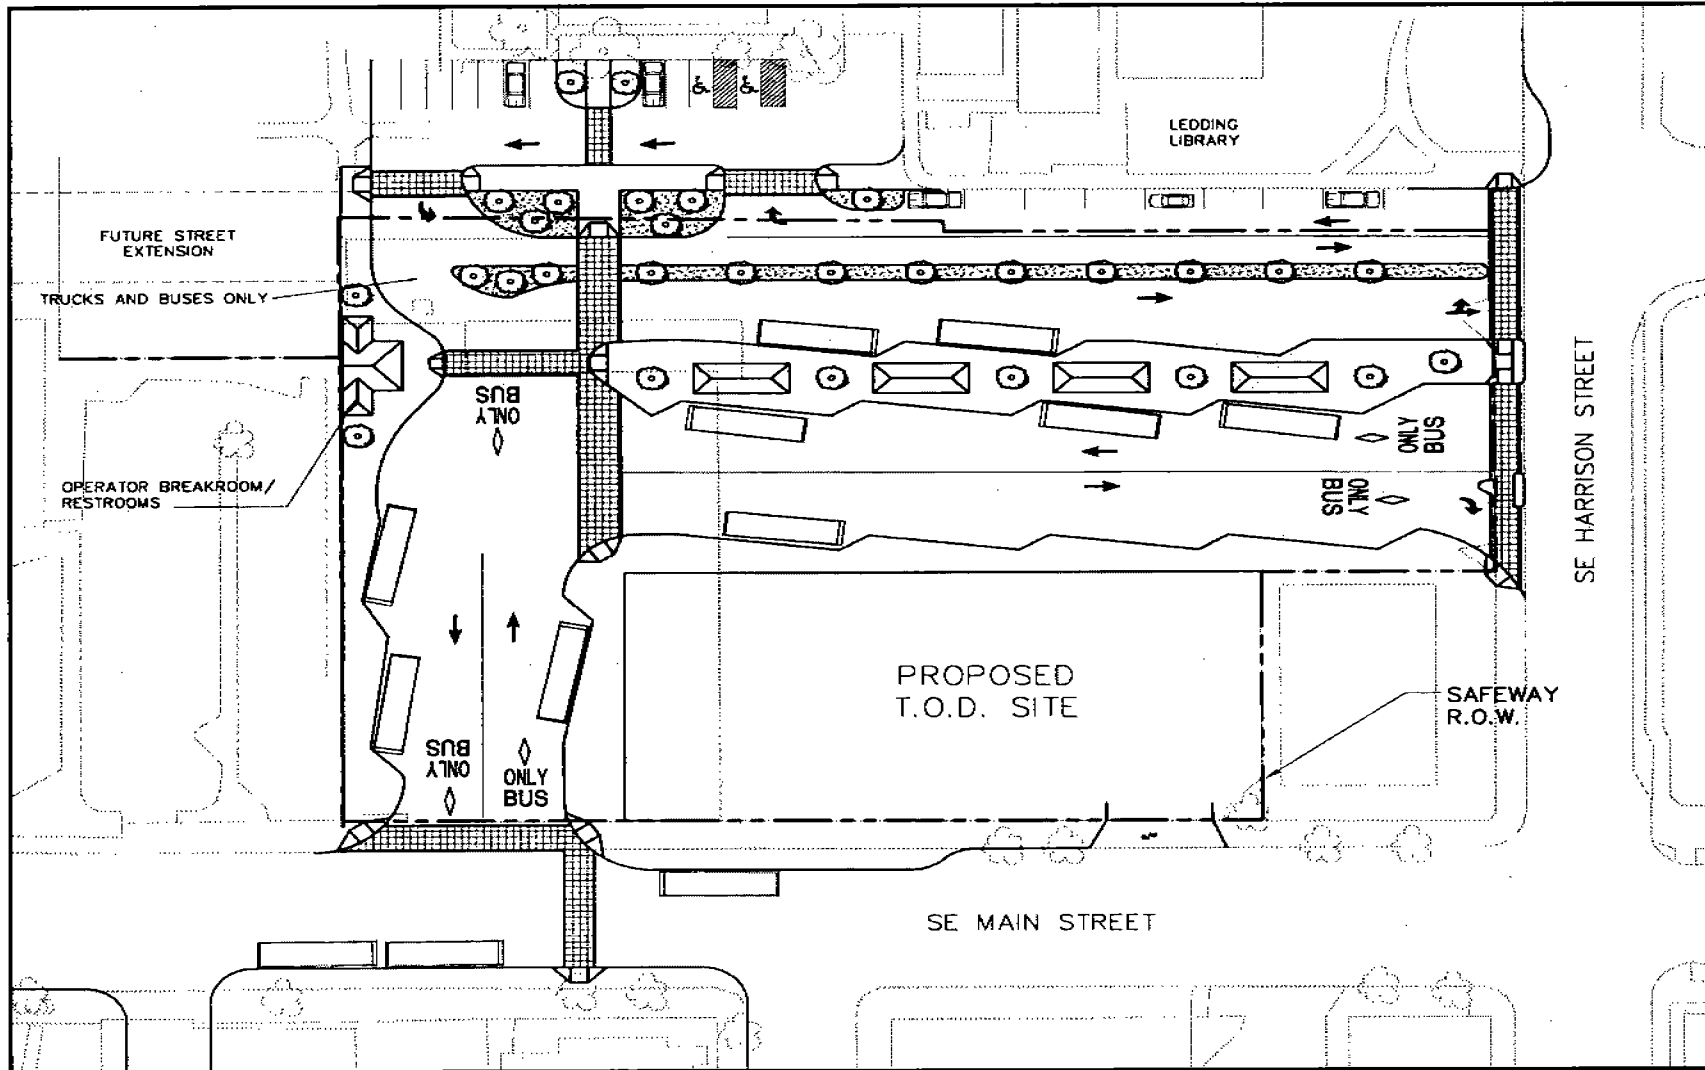 LEDDING
LIBRARY
FUTURE STREET
EXTENSION
TRUCKS AND BUSES ONLY
BUS
ONLY
ONLY
BUS
OPERATOR BREAKROOM/
RESTROOMS
ONLY
BUS
SE HARRISON STREET
PROPOSED
T.O.D. SITE
SAFEWAY
R.O.W.
BUS
ONLY
ONLY
BUS
SE MAIN STREET